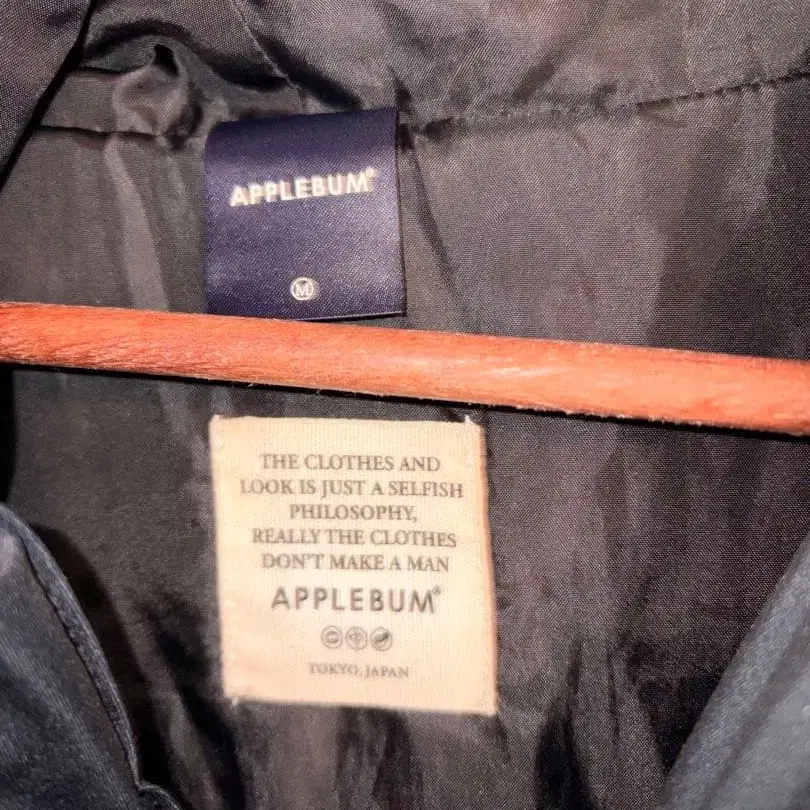 APPLEBUM®
M
THE CLOTHES AND
LOOK IS JUST A SELFISH
PHILOSOPHY,
REALLY THE CLOTHES
DON'T MAKE A MAN
APPLEBUM®
TOKYO, JAPAN